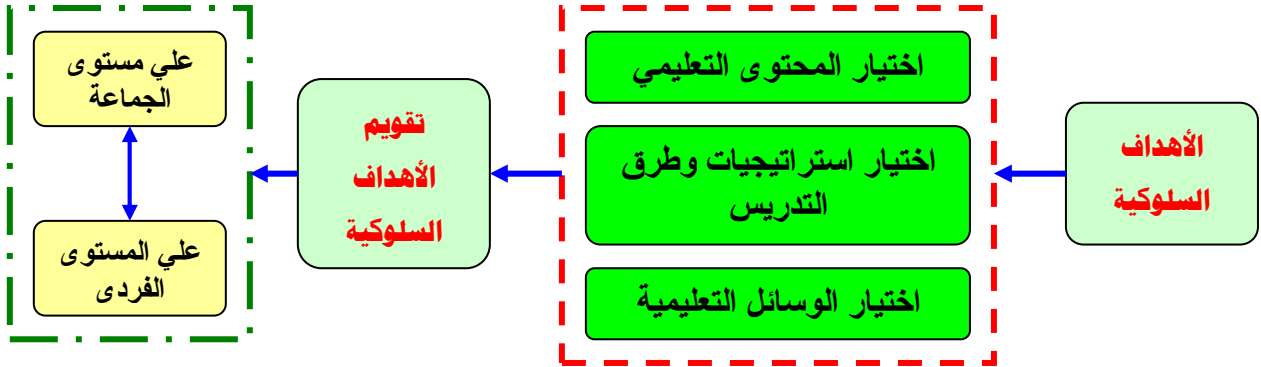 الأهداف
السلوكية
اختيار المحتوى التعليمي
اختيار استراتيجيات وطرق
التدريس
اختيار الوسائل التعليمية
تقويم
الأهداف
السلوكية
علي مستوى
الجماعة
علي المستوى
الفردى